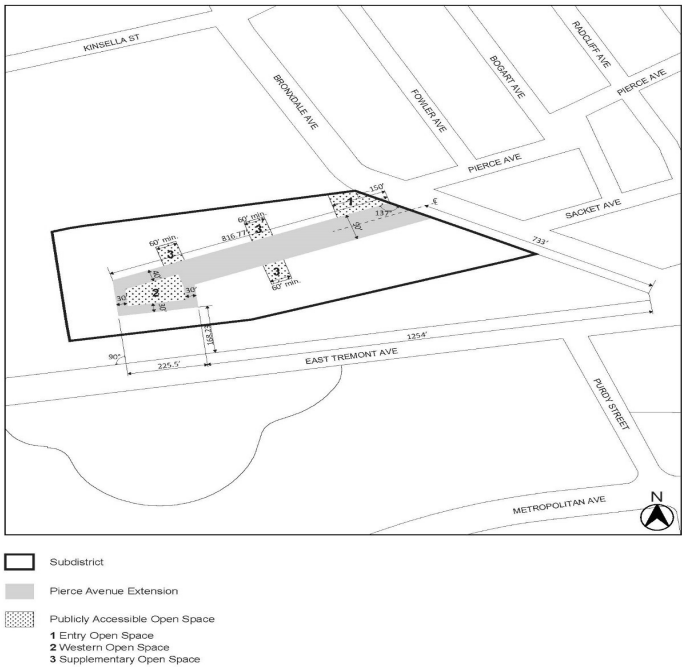 KINSELLA ST
BRONXDALE AVE
FOWLER AVE
BOGART AVE
RADCLIFF AVE
PIERCE AVE
PIERCE AVE
SACKET AVE
150'
1
137°
60' min.
3
816.77'
60' min.
3
733'
3
60' min.
30'
2
30'
30'
90°
225.5'
1254'
EAST TREMONT AVE
PURDY STREET
METROPOLITAN AVE
N
Subdistrict
Pierce Avenue Extension
Publicly Accessible Open Space
1 Entry Open Space
2 Western Open Space
3 Supplementary Open Space